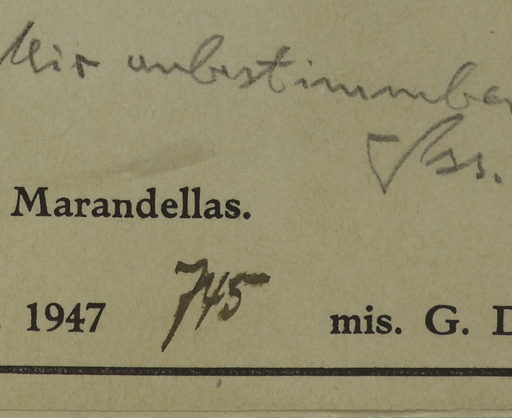 Mir unbestimmbar
Marandellas.
. 1947 745 mis. G. D